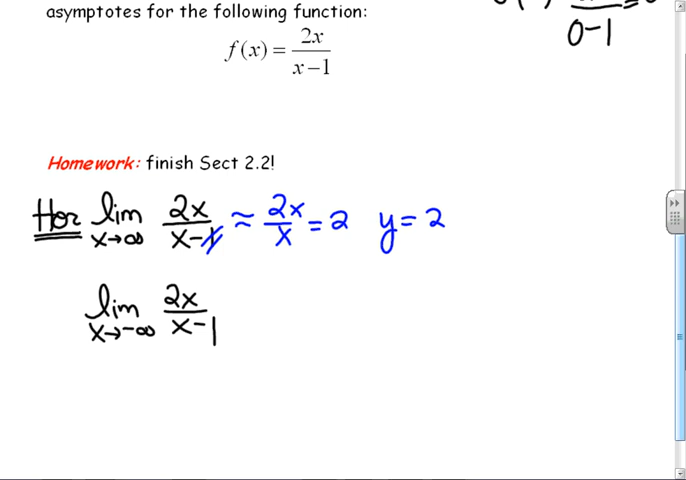 asymptotes for the following function:
f(x) = 2x / x − 1
0 − 1
Homework: finish Sect 2.2!
Hor lim x→∞ 2x / x − 1 ≈ 2x / x = 2 y = 2
lim x→−∞ 2x / x − 1